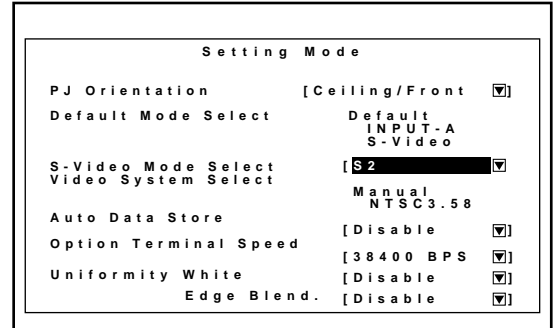 Setting Mode
PJ Orientation [Ceiling/Front ▼]
Default Mode Select Default
INPUT-A
S-Video
S-Video Mode Select [S2 ▼
Video System Select
Manual
NTSC3.58
Auto Data Store
[Disable ▼]
Option Terminal Speed
[38400 BPS ▼]
Uniformity White [Disable ▼]
Edge Blend. [Disable ▼]